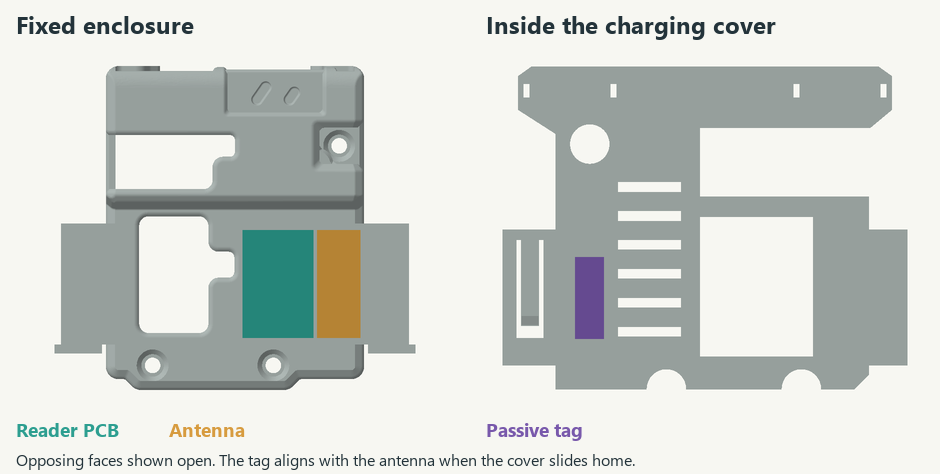 Fixed enclosure
Inside the charging cover
Reader PCB
Antenna
Passive tag
Opposing faces shown open. The tag aligns with the antenna when the cover slides home.